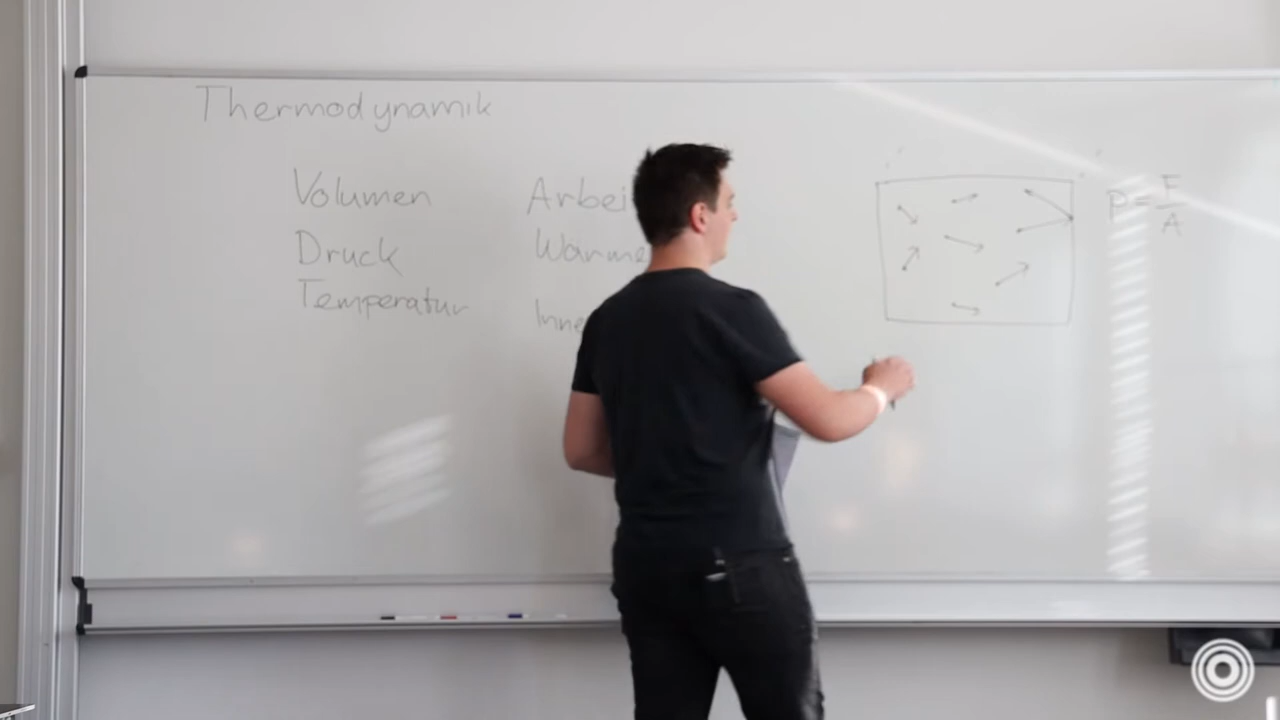 Thermodynamik
Volumen
Druck
Temperatur
Arbei
Wärme
Inne
p = F/A